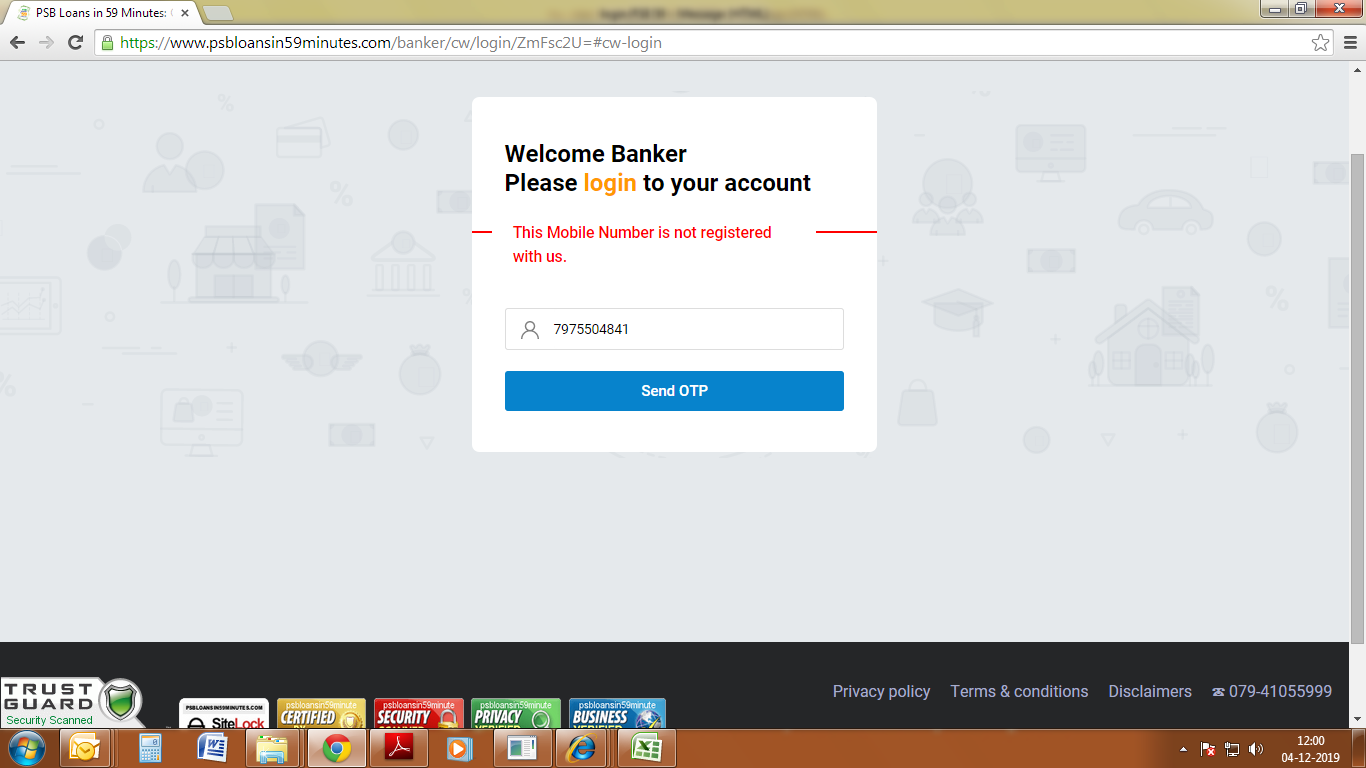 PSB Loans in 59 Minutes:
https://www.psbloansin59minutes.com/banker/cw/login/ZmFsc2U=#cw-login
Welcome Banker
Please login to your account
This Mobile Number is not registered
with us.
7975504841
Send OTP
Privacy policy Terms & conditions Disclaimers ☎ 079-41055999
TRUST
GUARD
Security Scanned
PSBLOANSIN59MINUTES.COM
SiteLock
psbloansin59minute
CERTIFIED
psbloansin59minute
SECURITY
psbloansin59minute
PRIVACY
psbloansin59minute
BUSINESS
12:00
04-12-2019